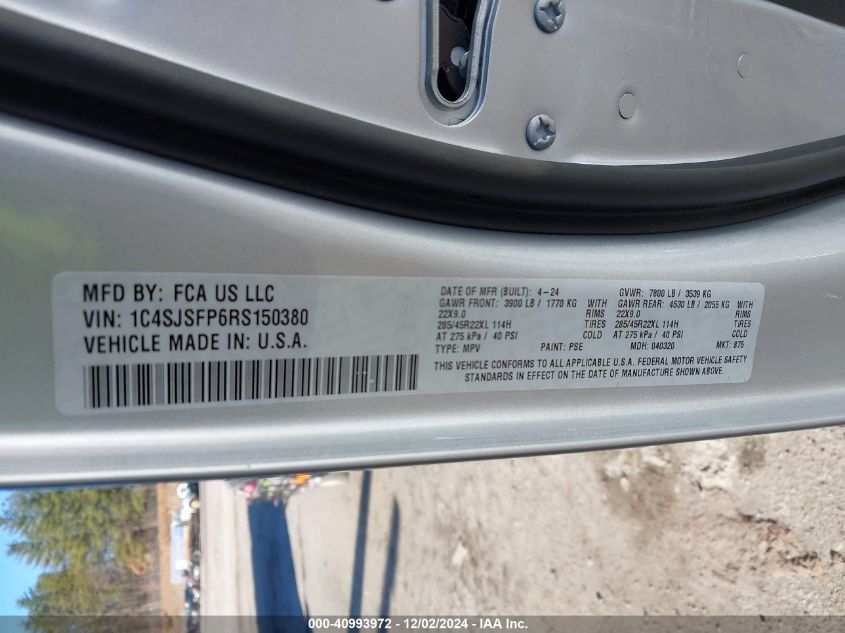 MFD BY: FCA US LLC
VIN: 1C4SJSFP6RS150380
VEHICLE MADE IN: U.S.A.
DATE OF MFR (BUILT): 4-24 GVWR: 7800 LB / 3539 KG
GAWR FRONT: 3900 LB / 1770 KG WITH GAWR REAR: 4530 LB / 2055 KG WITH
22X9.0 RIMS 22X9.0 RIMS
285/45R22XL 114H TIRES 285/45R22XL 114H TIRES
AT 275 kPa / 40 PSI COLD AT 275 kPa / 40 PSI COLD
TYPE: MPV PAINT: PSE MDH: 040320 MKT: 875
THIS VEHICLE CONFORMS TO ALL APPLICABLE U.S.A. FEDERAL MOTOR VEHICLE SAFETY
STANDARDS IN EFFECT ON THE DATE OF MANUFACTURE SHOWN ABOVE.
000-40993972 - 12/02/2024 - IAA Inc.